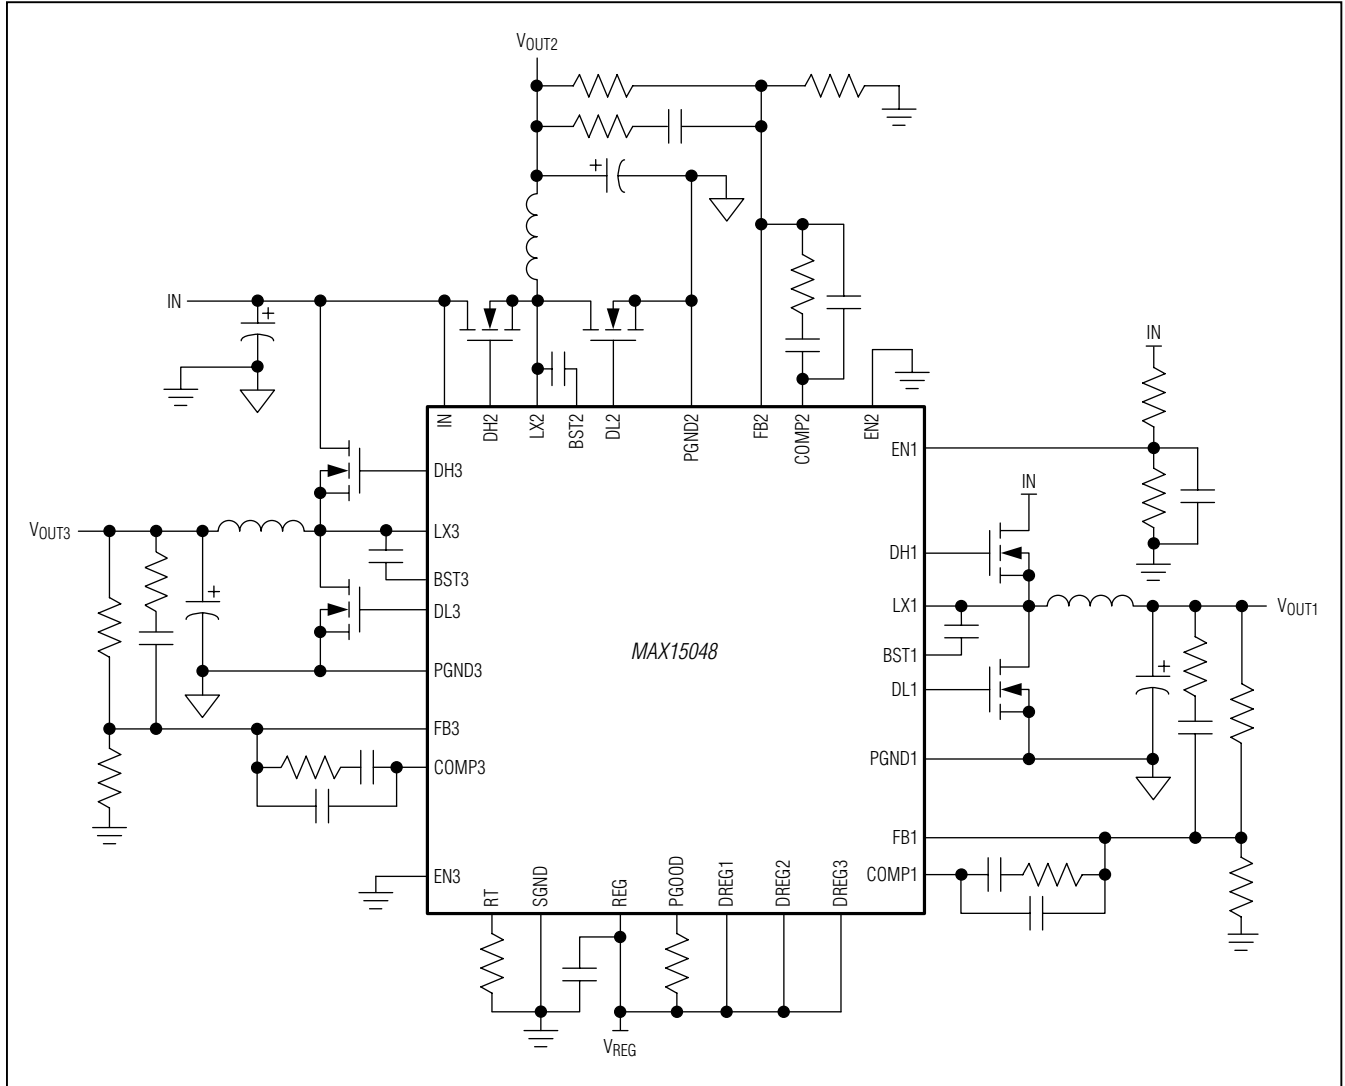 VOUT2
+
IN
+
IN
IN
DH2
LX2
BST2
DL2
PGND2
FB2
COMP2
EN2
EN1
DH3
IN
VOUT3
LX3
DH1
BST3
+
DL3
LX1
VOUT1
MAX15048
BST1
PGND3
+
DL1
FB3
PGND1
COMP3
FB1
EN3
COMP1
RT
SGND
REG
PGOOD
DREG1
DREG2
DREG3
VREG